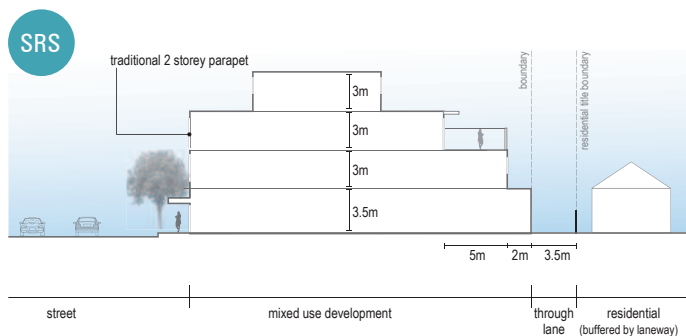 SRS
traditional 2 storey parapet
boundary
residential title boundary
3m
3m
3m
3.5m
5m
2m
3.5m
street
mixed use development
through
lane
residential
(buffered by laneway)